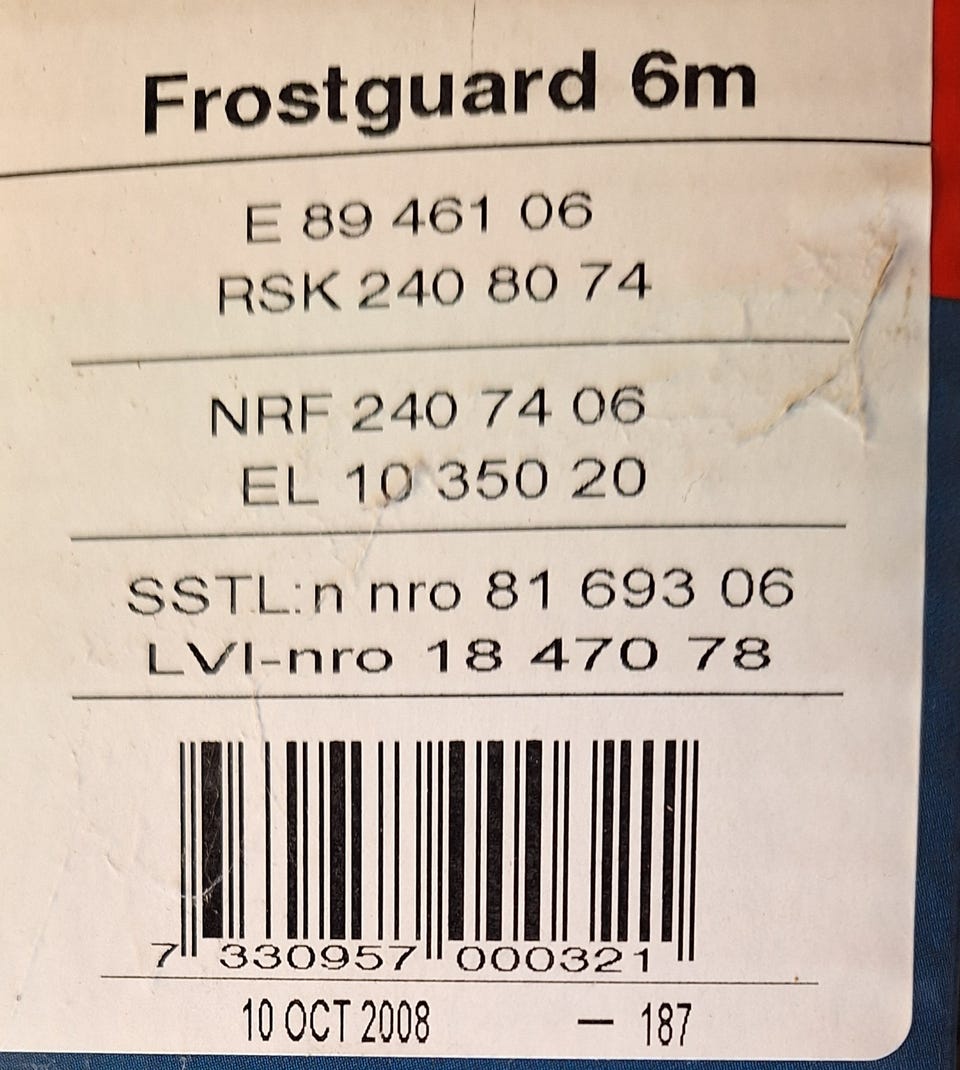 Frostguard 6m
E 89 461 06
RSK 240 80 74
NRF 240 74 06
EL 10 350 20
SSTL:n nro 81 693 06
LVI-nro 18 470 78
7 330957 000321
10 OCT 2008 — 187